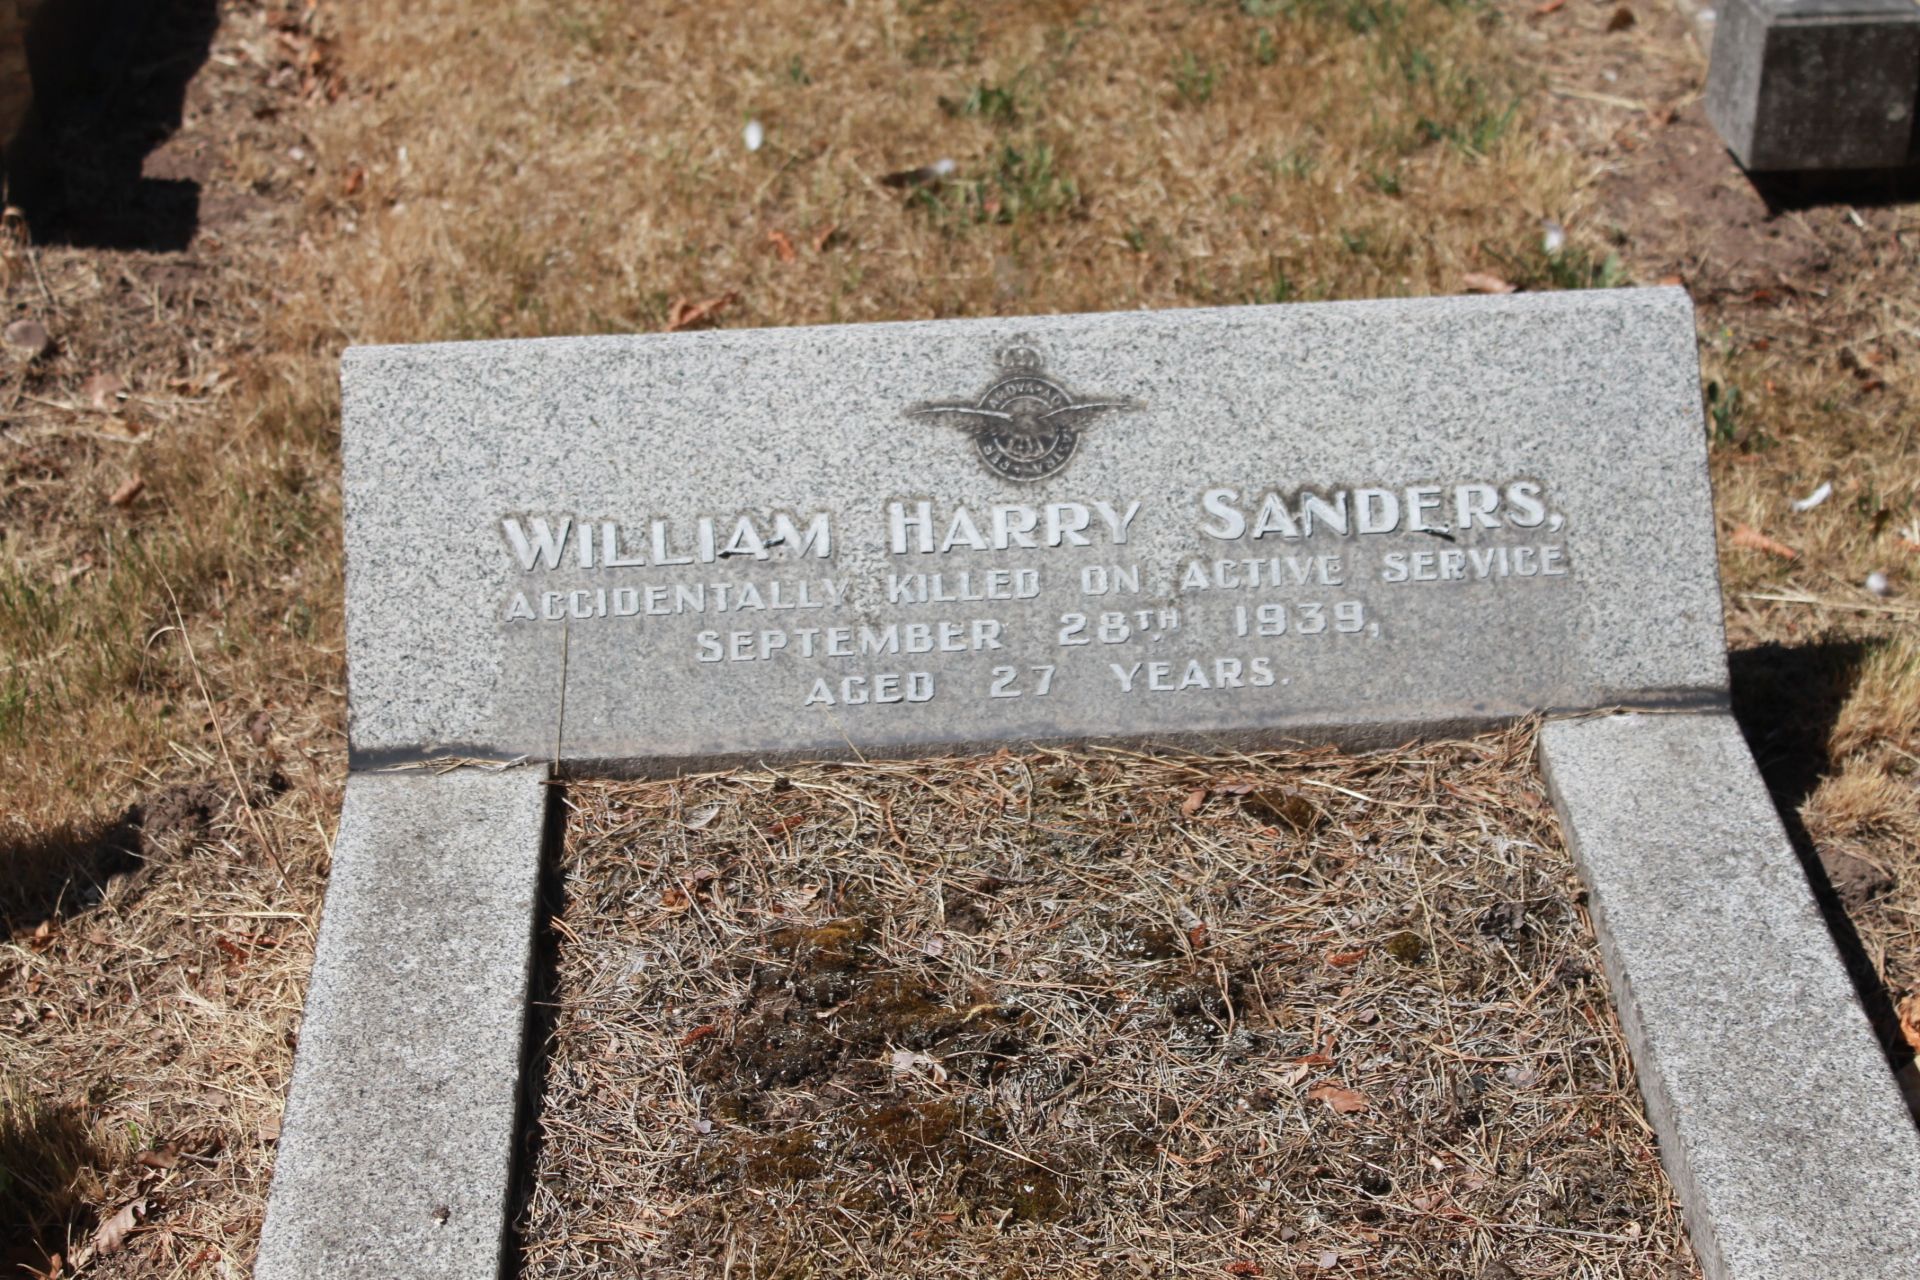 WILLIAM HARRY SANDERS,
ACCIDENTALLY KILLED ON ACTIVE SERVICE
SEPTEMBER 28TH 1939,
AGED 27 YEARS.